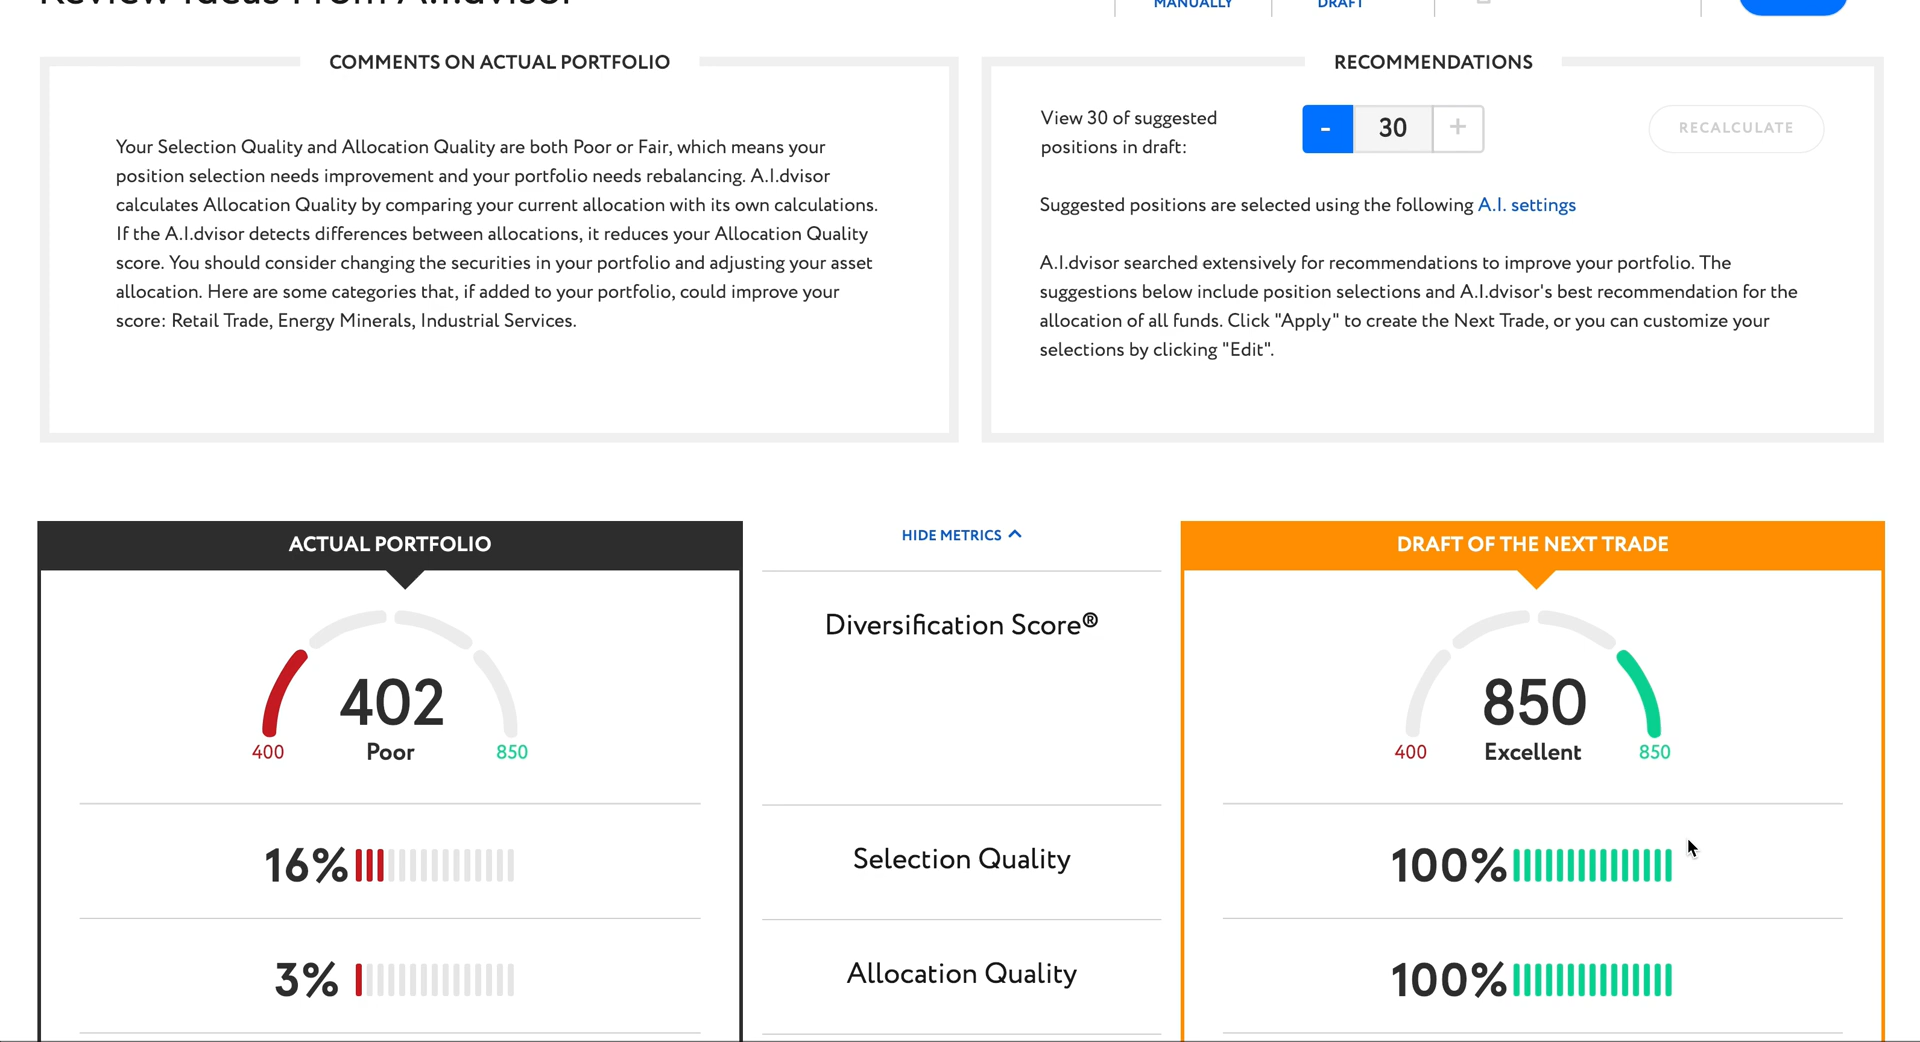 Review Ideas From A.I.dvisor
MANUALLY
DRAFT
COMMENTS ON ACTUAL PORTFOLIO
Your Selection Quality and Allocation Quality are both Poor or Fair, which means your
position selection needs improvement and your portfolio needs rebalancing. A.I.dvisor
calculates Allocation Quality by comparing your current allocation with its own calculations.
If the A.I.dvisor detects differences between allocations, it reduces your Allocation Quality
score. You should consider changing the securities in your portfolio and adjusting your asset
allocation. Here are some categories that, if added to your portfolio, could improve your
score: Retail Trade, Energy Minerals, Industrial Services.
RECOMMENDATIONS
View 30 of suggested
positions in draft:
- 30 +
RECALCULATE
Suggested positions are selected using the following A.I. settings
A.I.dvisor searched extensively for recommendations to improve your portfolio. The
suggestions below include position selections and A.I.dvisor's best recommendation for the
allocation of all funds. Click "Apply" to create the Next Trade, or you can customize your
selections by clicking "Edit".
ACTUAL PORTFOLIO
HIDE METRICS
DRAFT OF THE NEXT TRADE
402
Poor
400
850
Diversification Score®
850
Excellent
400
850
16%
Selection Quality
100%
3%
Allocation Quality
100%